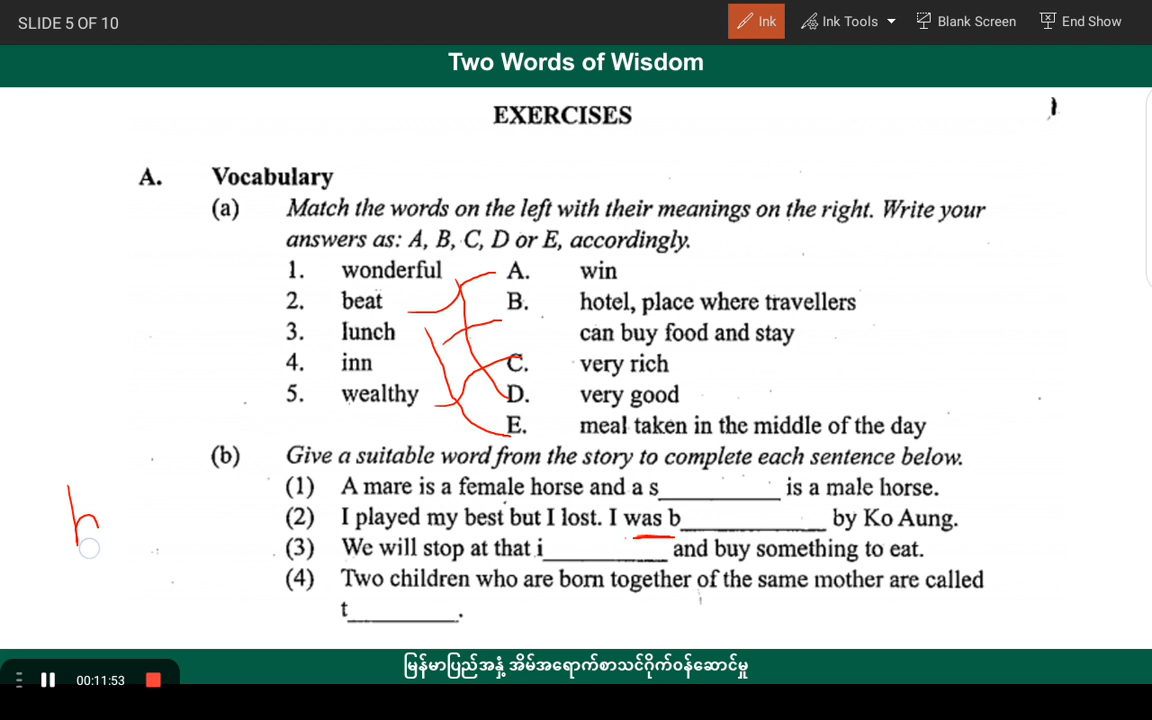 SLIDE 5 OF 10 Ink Ink Tools Blank Screen End Show
Two Words of Wisdom
EXERCISES
A. Vocabulary
(a) Match the words on the left with their meanings on the right. Write your
answers as: A, B, C, D or E, accordingly.
1. wonderful A. win
2. beat B. hotel, place where travellers
3. lunch can buy food and stay
4. inn C. very rich
5. wealthy D. very good
E. meal taken in the middle of the day
(b) Give a suitable word from the story to complete each sentence below.
(1) A mare is a female horse and a s__________ is a male horse.
(2) I played my best but I lost. I was b____________ by Ko Aung.
h
(3) We will stop at that i__________ and buy something to eat.
(4) Two children who are born together of the same mother are called
t_________.
မြန်မာပြည်အနှံ့ အိမ်အရောက်စာသင်ဂိုက်ဝန်ဆောင်မှု
00:11:53